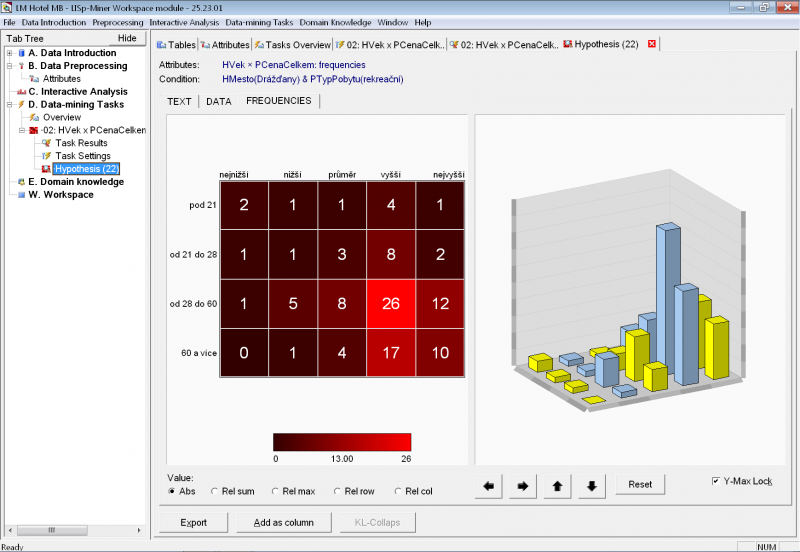 LM Hotel MB - LISp-Miner Workspace module - 25.23.01
File Data Introduction Preprocessing Interactive Analysis Data-mining Tasks Domain Knowledge Window Help
Tab Tree Hide
A. Data Introduction
B. Data Preprocessing
Attributes
C. Interactive Analysis
D. Data-mining Tasks
Overview
02: HVek x PCenaCelkem
Task Results
Task Settings
Hypothesis (22)
E. Domain knowledge
W. Workspace
Tables Attributes Tasks Overview 02: HVek x PCenaCelk.. 02: HVek x PCenaCelk.. Hypothesis (22)
Attributes: HVek × PCenaCelkem: frequencies
Condition: HMesto(Drážďany) & PTypPobytu(rekreační)
TEXT DATA FREQUENCIES
nejnižší nižší průměr vyšší nejvyšší
pod 21 2 1 1 4 1
od 21 do 28 1 1 3 8 2
od 28 do 60 1 5 8 26 12
60 a více 0 1 4 17 10
0 13.00 26
Value:
Abs Rel sum Rel max Rel row Rel col
Reset
Y-Max Lock
Export Add as column KL-Collaps
Ready NUM